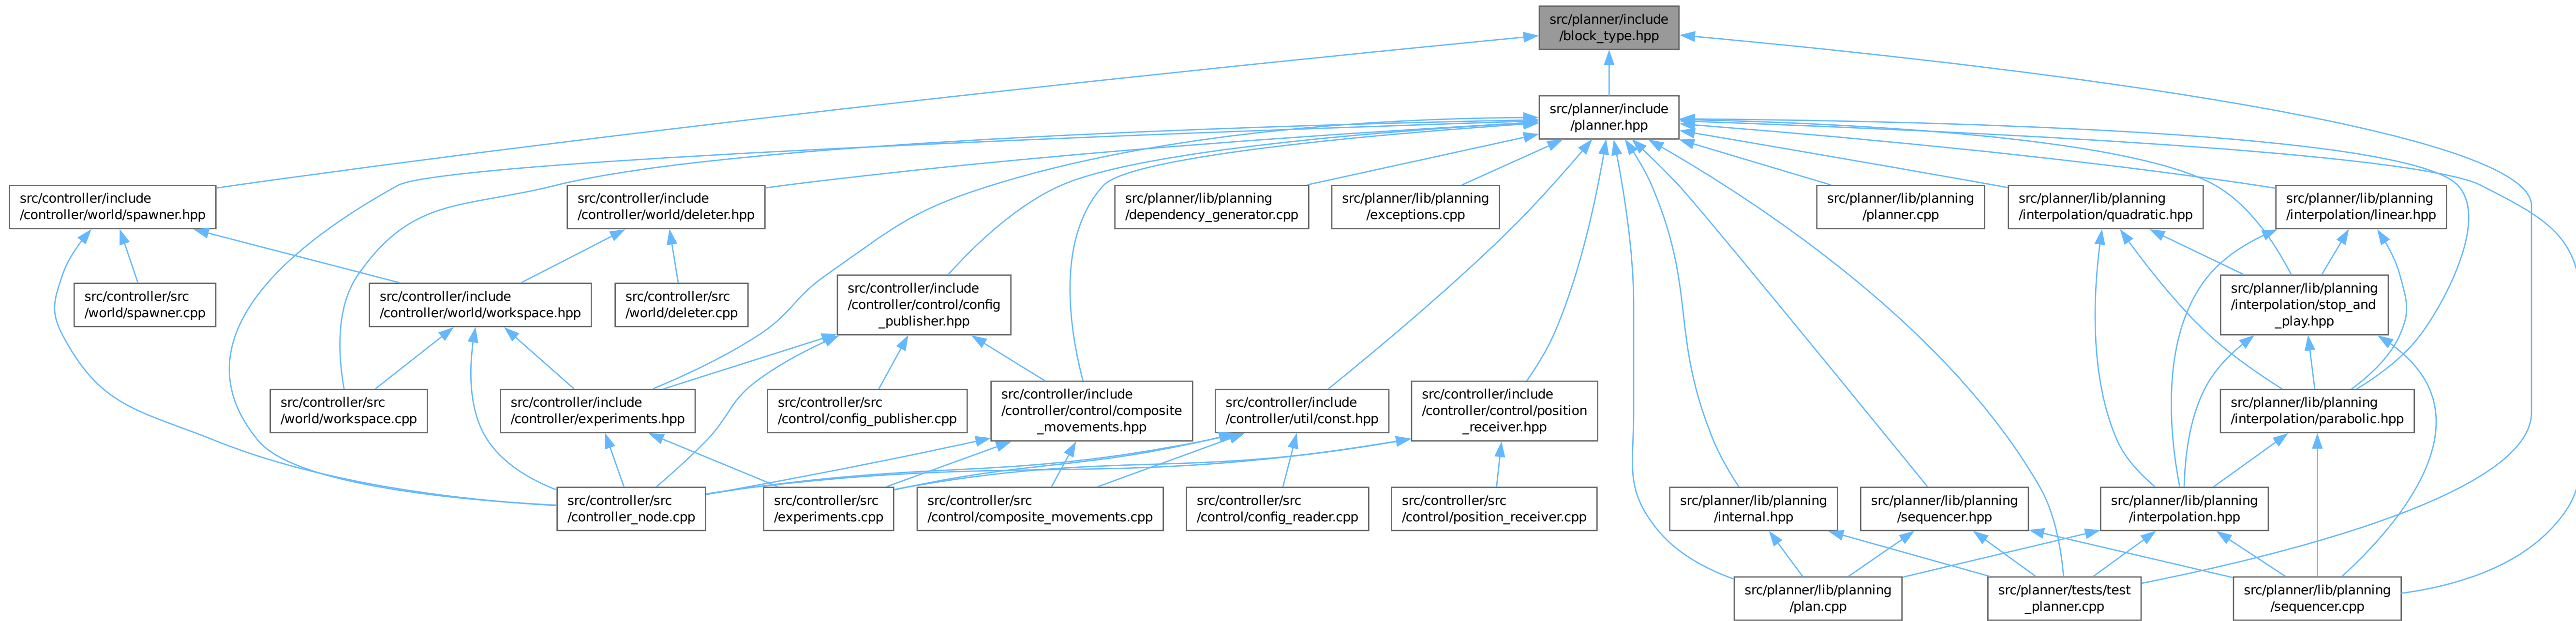 src/planner/include
/block_type.hpp
src/planner/include
/planner.hpp
src/controller/include
/controller/world/spawner.hpp
src/controller/include
/controller/world/deleter.hpp
src/planner/lib/planning
/dependency_generator.cpp
src/planner/lib/planning
/exceptions.cpp
src/planner/lib/planning
/planner.cpp
src/planner/lib/planning
/interpolation/quadratic.hpp
src/planner/lib/planning
/interpolation/linear.hpp
src/controller/src
/world/spawner.cpp
src/controller/include
/controller/world/workspace.hpp
src/controller/src
/world/deleter.cpp
src/controller/include
/controller/control/config
_publisher.hpp
src/planner/lib/planning
/interpolation/stop_and
_play.hpp
src/controller/src
/world/workspace.cpp
src/controller/include
/controller/experiments.hpp
src/controller/src
/control/config_publisher.cpp
src/controller/include
/controller/control/composite
_movements.hpp
src/controller/include
/controller/util/const.hpp
src/controller/include
/controller/control/position
_receiver.hpp
src/planner/lib/planning
/interpolation/parabolic.hpp
src/controller/src
/controller_node.cpp
src/controller/src
/experiments.cpp
src/controller/src
/control/composite_movements.cpp
src/controller/src
/control/config_reader.cpp
src/controller/src
/control/position_receiver.cpp
src/planner/lib/planning
/internal.hpp
src/planner/lib/planning
/sequencer.hpp
src/planner/lib/planning
/interpolation.hpp
src/planner/lib/planning
/plan.cpp
src/planner/tests/test
_planner.cpp
src/planner/lib/planning
/sequencer.cpp